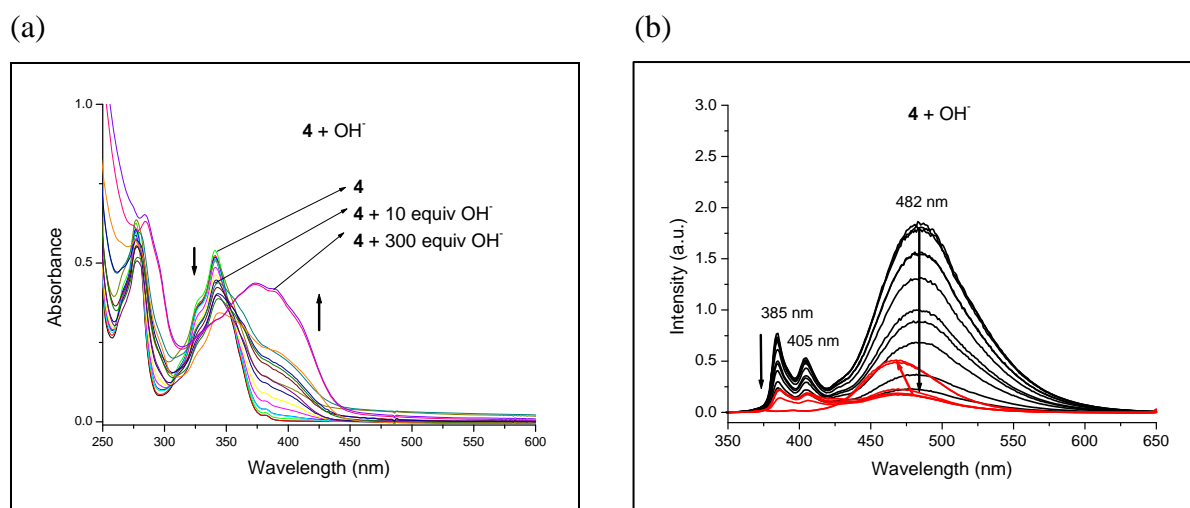 (a)
4 + OH⁻
4
4 + 10 equiv OH⁻
4 + 300 equiv OH⁻
Absorbance
1.0
0.5
0.0
250 300 350 400 450 500 550 600
Wavelength (nm)
(b)
4 + OH⁻
482 nm
385 nm
405 nm
Intensity (a.u.)
3.0
2.5
2.0
1.5
1.0
0.5
0.0
350 400 450 500 550 600 650
Wavelength (nm)